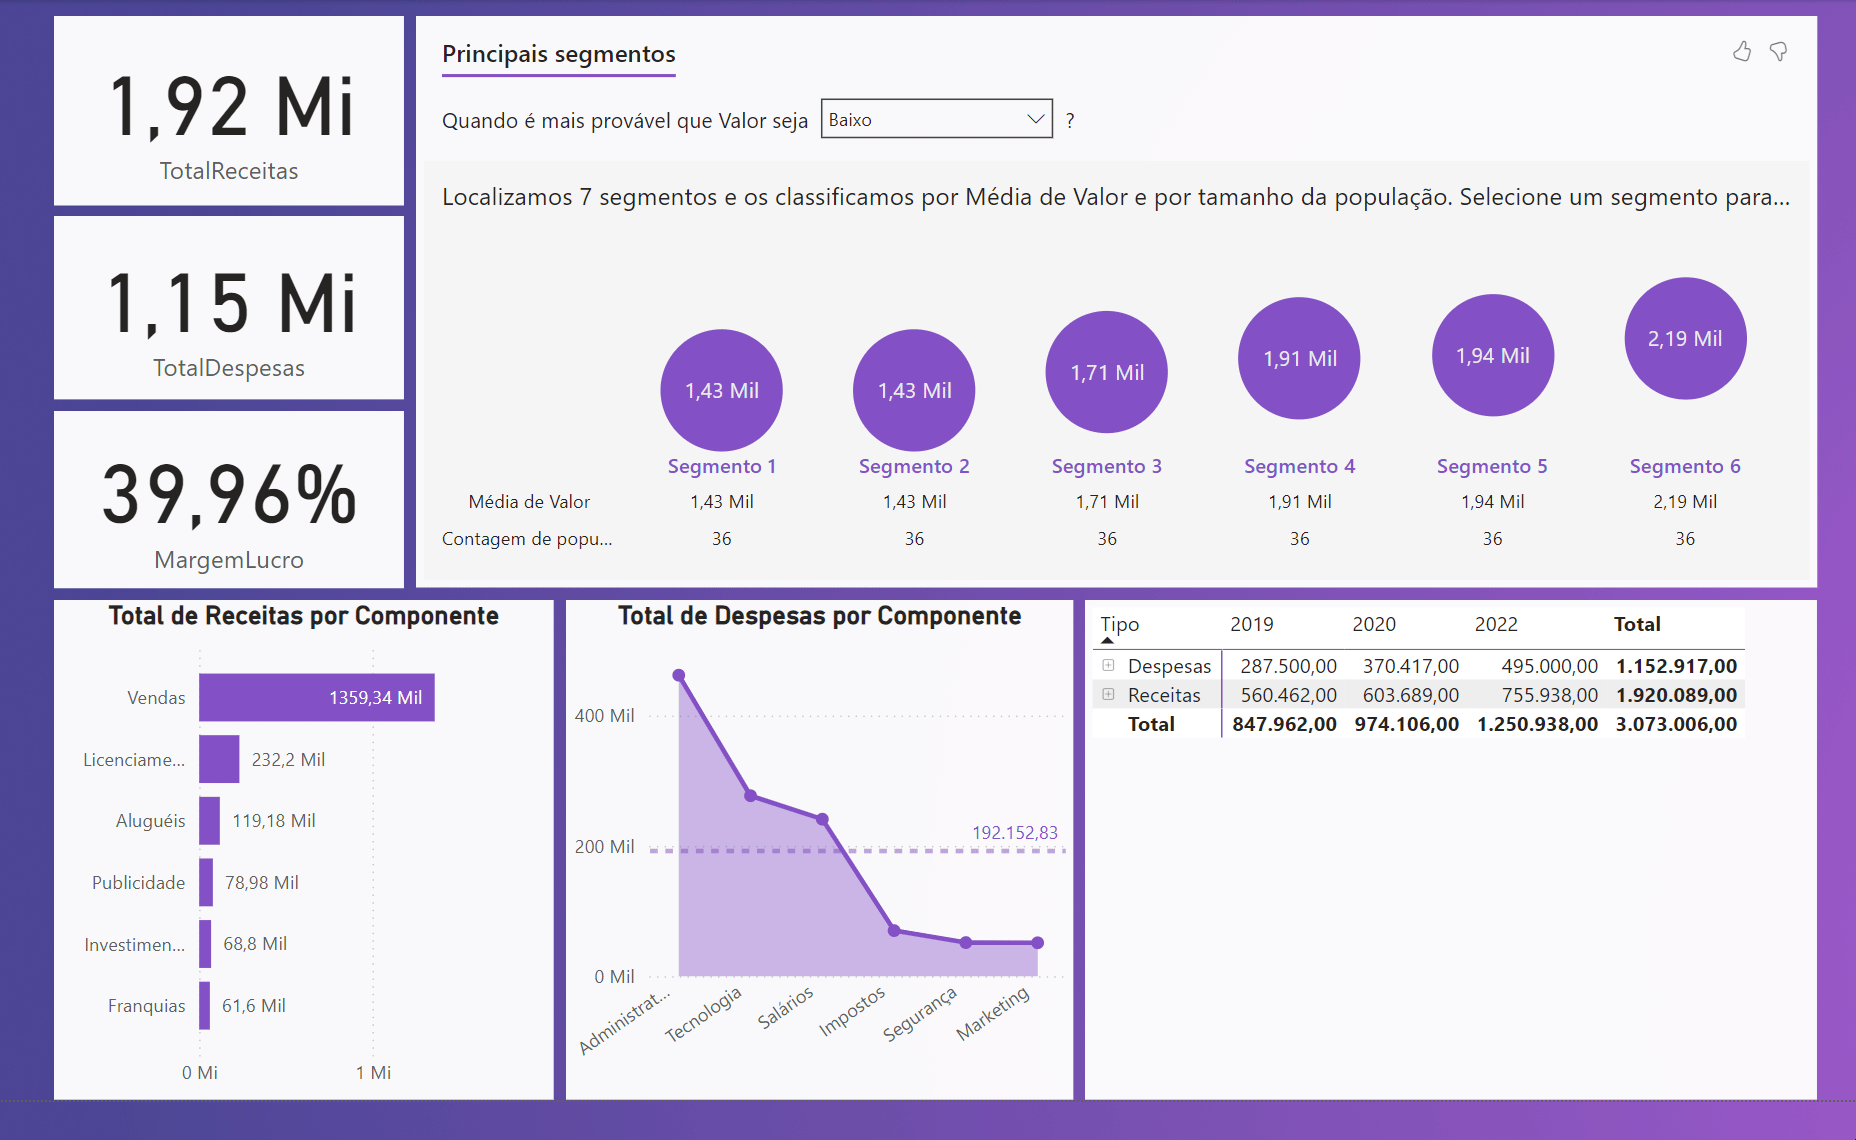 1,92 Mi
TotalReceitas
1,15 Mi
TotalDespesas
39,96%
MargemLucro
Principais segmentos
Quando é mais provável que Valor seja Baixo ?
Localizamos 7 segmentos e os classificamos por Média de Valor e por tamanho da população. Selecione um segmento para...
1,43 Mil 1,43 Mil 1,71 Mil 1,91 Mil 1,94 Mil 2,19 Mil
Segmento 1 Segmento 2 Segmento 3 Segmento 4 Segmento 5 Segmento 6
Média de Valor 1,43 Mil 1,43 Mil 1,71 Mil 1,91 Mil 1,94 Mil 2,19 Mil
Contagem de popu... 36 36 36 36 36 36
Total de Receitas por Componente
Vendas 1359,34 Mil
Licenciame... 232,2 Mil
Aluguéis 119,18 Mil
Publicidade 78,98 Mil
Investimen... 68,8 Mil
Franquias 61,6 Mil
0 Mi 1 Mi
Total de Despesas por Componente
400 Mil
192.152,83
200 Mil
0 Mil
Administrat... Tecnologia Salários Impostos Segurança Marketing
Tipo 2019 2020 2022 Total
Despesas 287.500,00 370.417,00 495.000,00 1.152.917,00
Receitas 560.462,00 603.689,00 755.938,00 1.920.089,00
Total 847.962,00 974.106,00 1.250.938,00 3.073.006,00